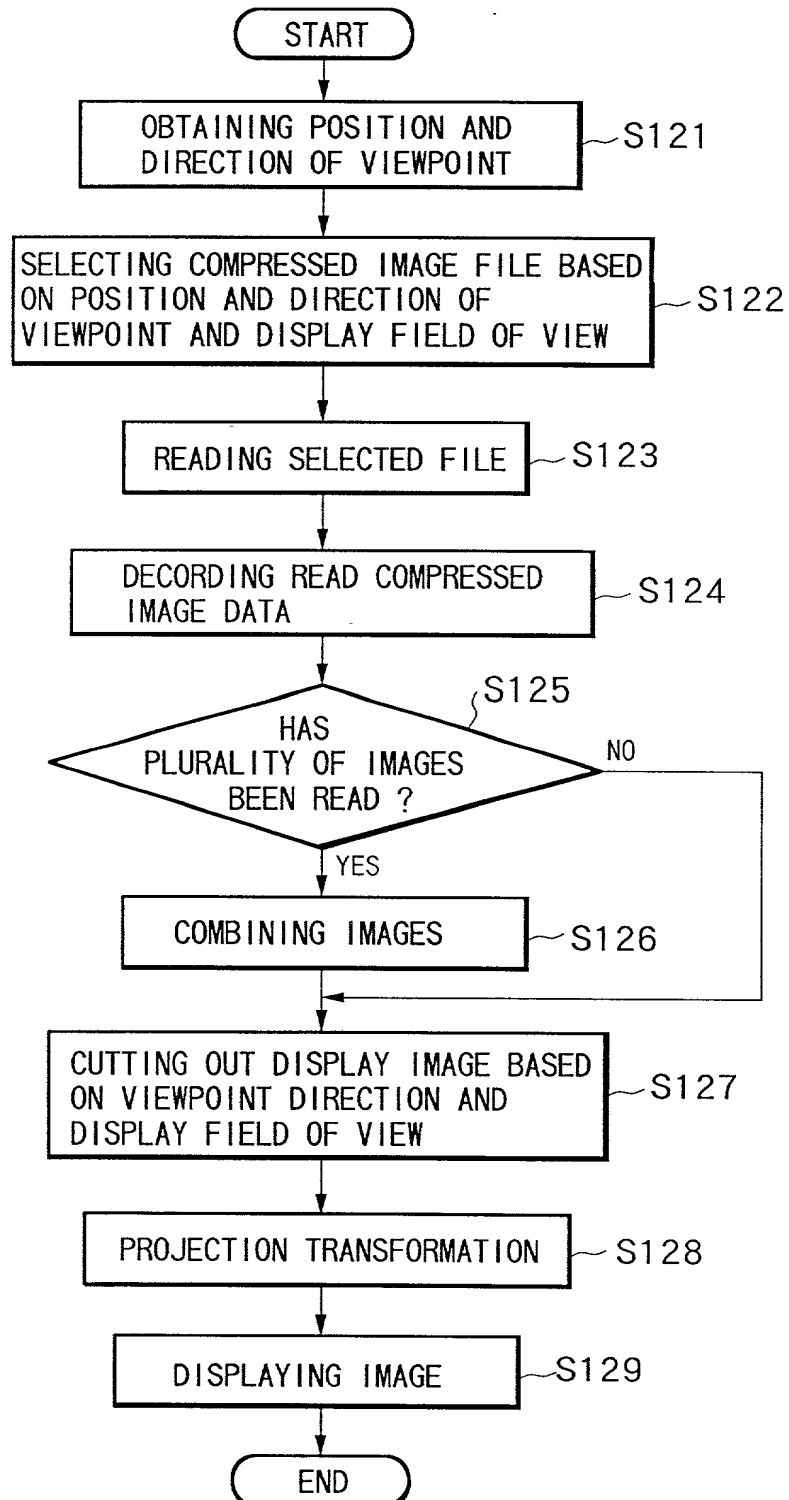 START
OBTAINING POSITION AND
DIRECTION OF VIEWPOINT
S121
SELECTING COMPRESSED IMAGE FILE BASED
ON POSITION AND DIRECTION OF
VIEWPOINT AND DISPLAY FIELD OF VIEW
S122
READING SELECTED FILE
S123
DECORDING READ COMPRESSED
IMAGE DATA
S124
S125
HAS
PLURALITY OF IMAGES
BEEN READ ?
NO
YES
COMBINING IMAGES
S126
CUTTING OUT DISPLAY IMAGE BASED
ON VIEWPOINT DIRECTION AND
DISPLAY FIELD OF VIEW
S127
PROJECTION TRANSFORMATION
S128
DISPLAYING IMAGE
S129
END